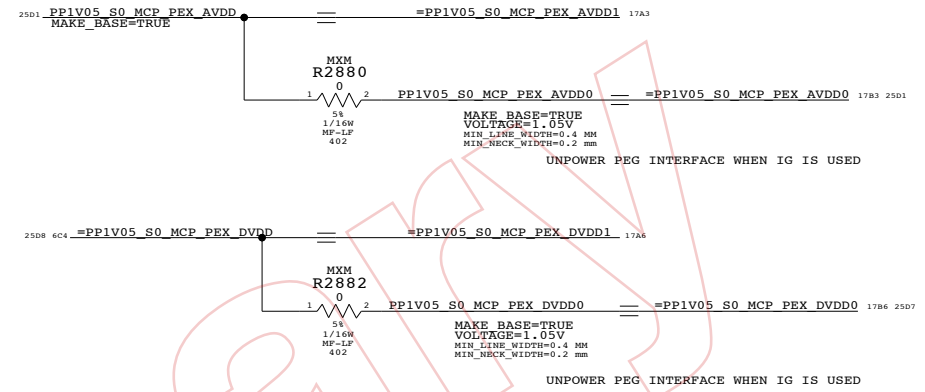 25D1 PP1V05_S0_MCP_PEX_AVDD =PP1V05_S0_MCP_PEX_AVDD1 17A3
MAKE_BASE=TRUE
MXM
R2880
0
1 2 PP1V05_S0_MCP_PEX_AVDD0 =PP1V05_S0_MCP_PEX_AVDD0 17B3 25D1
5%
1/16W
MF-LF
402
MAKE_BASE=TRUE
VOLTAGE=1.05V
MIN_LINE_WIDTH=0.4 MM
MIN_NECK_WIDTH=0.2 mm
UNPOWER PEG INTERFACE WHEN IG IS USED
25D8 6C4 =PP1V05_S0_MCP_PEX_DVDD =PP1V05_S0_MCP_PEX_DVDD1 17A6
MXM
R2882
0
1 2 PP1V05_S0_MCP_PEX_DVDD0 =PP1V05_S0_MCP_PEX_DVDD0 17B6 25D7
5%
1/16W
MF-LF
402
MAKE_BASE=TRUE
VOLTAGE=1.05V
MIN_LINE_WIDTH=0.4 MM
MIN_NECK_WIDTH=0.2 mm
UNPOWER PEG INTERFACE WHEN IG IS USED
ary